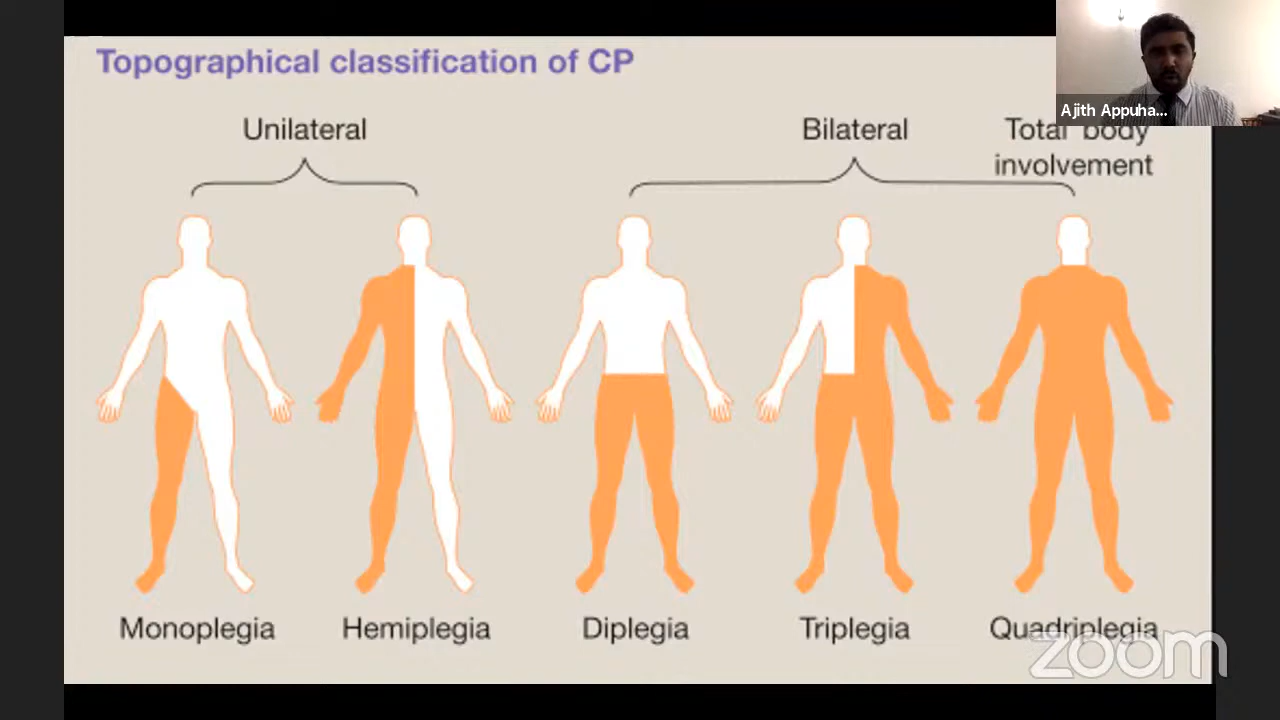 Topographical classification of CP
Ajith Appuha...
Unilateral
Bilateral
Total body
involvement
Monoplegia
Hemiplegia
Diplegia
Triplegia
Quadriplegia
zoom